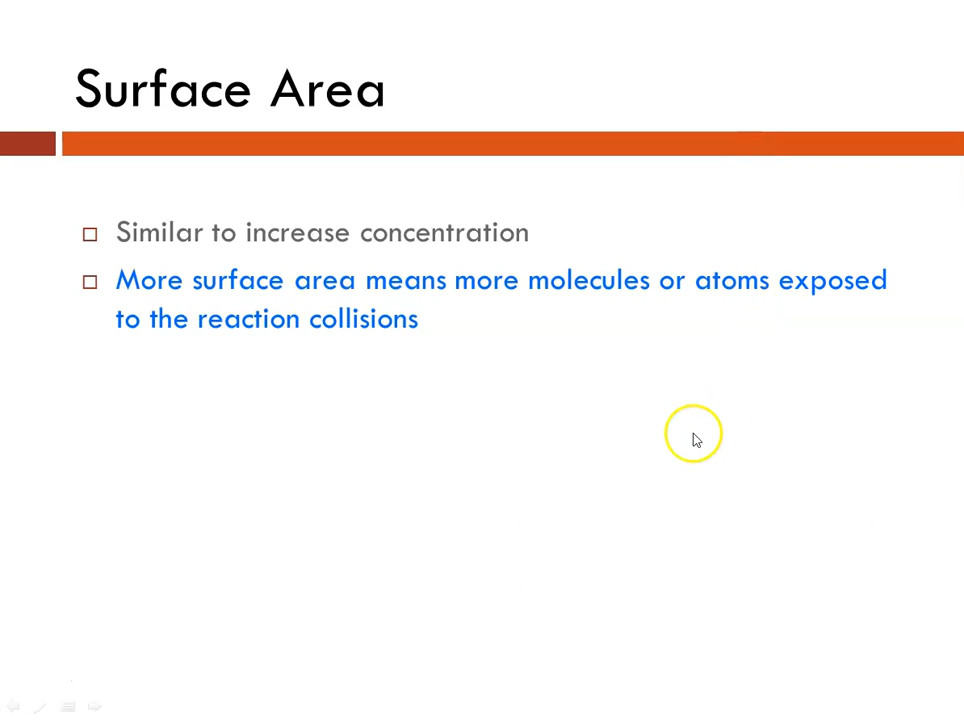 Surface Area
Similar to increase concentration
More surface area means more molecules or atoms exposed
to the reaction collisions